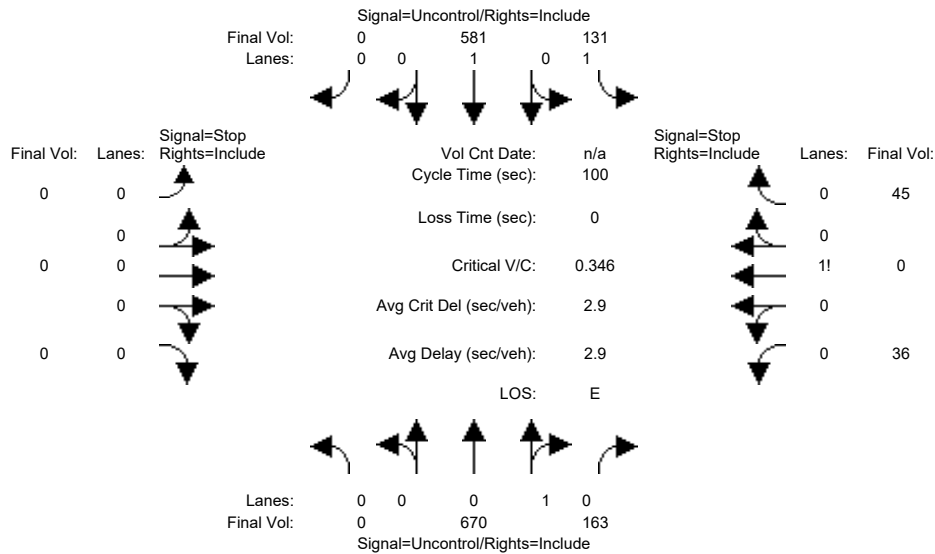 Signal=Uncontrol/Rights=Include
Final Vol: 0 581 131
Lanes: 0 0 1 0 1
Signal=Stop
Final Vol: Lanes: Rights=Include
Vol Cnt Date: n/a
Signal=Stop
Rights=Include Lanes: Final Vol:
Cycle Time (sec): 100
0 0
0 45
Loss Time (sec): 0
0
0
0 0
Critical V/C: 0.346
1! 0
0
Avg Crit Del (sec/veh): 2.9
0
0 0
Avg Delay (sec/veh): 2.9
0 36
LOS: E
Lanes: 0 0 0 1 0
Final Vol: 0 670 163
Signal=Uncontrol/Rights=Include